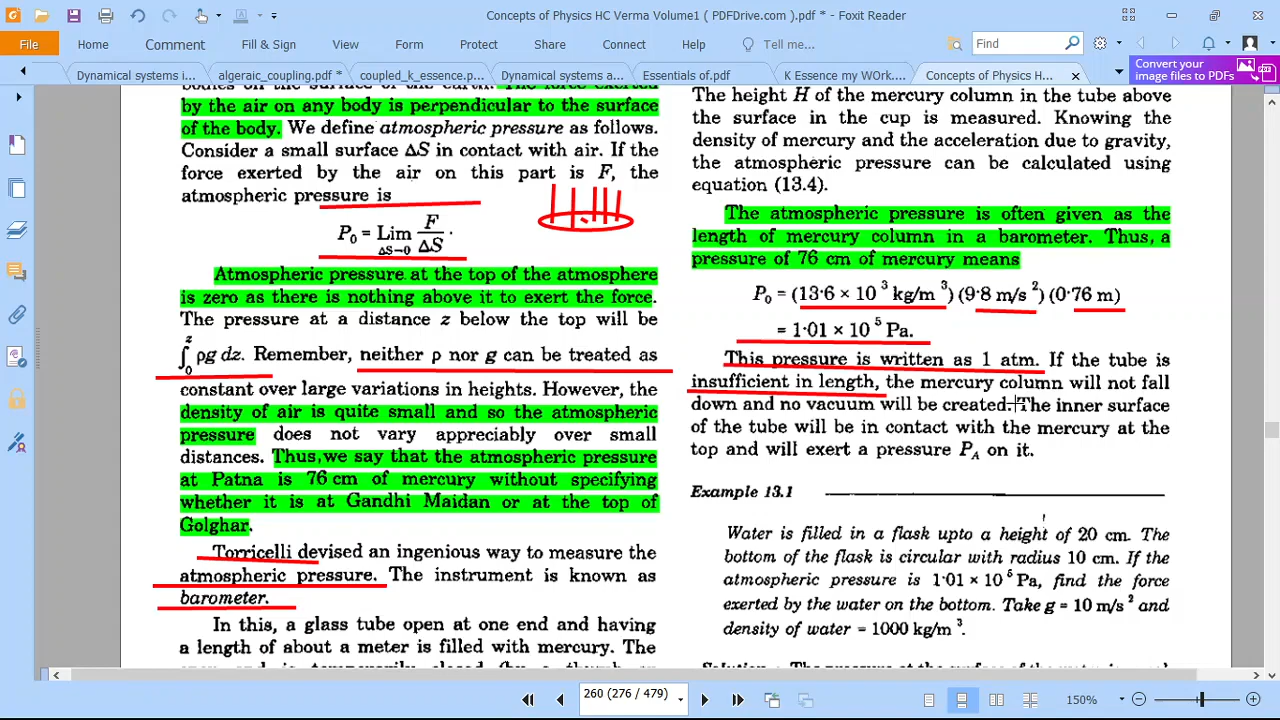 Concepts of Physics HC Verma Volume1 ( PDFDrive.com ).pdf * - Foxit Reader
File Home Comment Fill & Sign View Form Protect Share Connect Help Tell me... Find
Convert your image files to PDFs
Dynamical systems i... algeraic_coupling.pdf * coupled_k_essence.p... Dynamical systems a... Essentials of.pdf K Essence my WOrk.... Concepts of Physics H...
by the air on any body is perpendicular to the surface
of the body. We define atmospheric pressure as follows.
Consider a small surface ΔS in contact with air. If the
force exerted by the air on this part is F, the
atmospheric pressure is
P₀ = Lim ΔS→0 F/ΔS .
Atmospheric pressure at the top of the atmosphere
is zero as there is nothing above it to exert the force.
The pressure at a distance z below the top will be
∫₀ᶻ ρg dz. Remember, neither ρ nor g can be treated as
constant over large variations in heights. However, the
density of air is quite small and so the atmospheric
pressure does not vary appreciably over small
distances. Thus, we say that the atmospheric pressure
at Patna is 76 cm of mercury without specifying
whether it is at Gandhi Maidan or at the top of
Golghar.
Torricelli devised an ingenious way to measure the
atmospheric pressure. The instrument is known as
barometer.
In this, a glass tube open at one end and having
a length of about a meter is filled with mercury. The
The height H of the mercury column in the tube above
the surface in the cup is measured. Knowing the
density of mercury and the acceleration due to gravity,
the atmospheric pressure can be calculated using
equation (13.4).
The atmospheric pressure is often given as the
length of mercury column in a barometer. Thus, a
pressure of 76 cm of mercury means
P₀ = (13·6 × 10³ kg/m³) (9·8 m/s²) (0·76 m)
= 1·01 × 10⁵ Pa.
This pressure is written as 1 atm. If the tube is
insufficient in length, the mercury column will not fall
down and no vacuum will be created. The inner surface
of the tube will be in contact with the mercury at the
top and will exert a pressure P_A on it.
Example 13.1
Water is filled in a flask upto a height of 20 cm. The
bottom of the flask is circular with radius 10 cm. If the
atmospheric pressure is 1·01 × 10⁵ Pa, find the force
exerted by the water on the bottom. Take g = 10 m/s² and
density of water = 1000 kg/m³.
260 (276 / 479)
150%